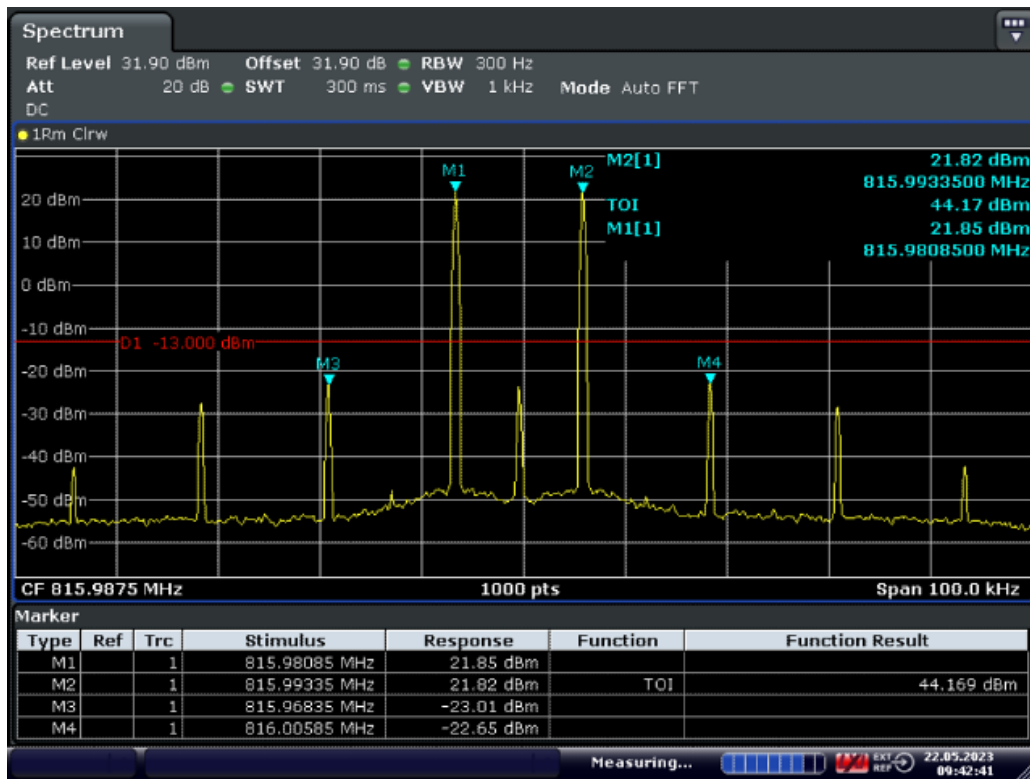 Spectrum
Ref Level 31.90 dBm Offset 31.90 dB RBW 300 Hz
Att 20 dB SWT 300 ms VBW 1 kHz Mode Auto FFT
DC
1Rm Clrw
M1 M2 M2[1] 21.82 dBm
815.9933500 MHz
20 dBm TOI 44.17 dBm
M1[1] 21.85 dBm
10 dBm 815.9808500 MHz
0 dBm
-10 dBm
D1 -13.000 dBm
M3 M4
-20 dBm
-30 dBm
-40 dBm
-50 dBm
-60 dBm
CF 815.9875 MHz 1000 pts Span 100.0 kHz
Marker
Type Ref Trc Stimulus Response Function Function Result
M1 1 815.98085 MHz 21.85 dBm
M2 1 815.99335 MHz 21.82 dBm TOI 44.169 dBm
M3 1 815.96835 MHz -23.01 dBm
M4 1 816.00585 MHz -22.65 dBm
Measuring... EXT REF 22.05.2023
09:42:41